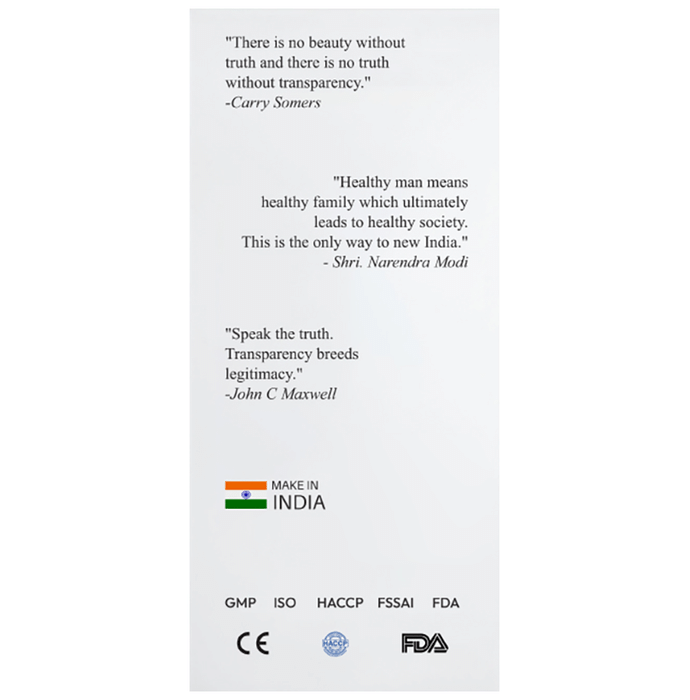 "There is no beauty without
truth and there is no truth
without transparency."
-Carry Somers
"Healthy man means
healthy family which ultimately
leads to healthy society.
This is the only way to new India."
- Shri. Narendra Modi
"Speak the truth.
Transparency breeds
legitimacy."
-John C Maxwell
MAKE IN
INDIA
GMP ISO HACCP FSSAI FDA
CE HACCP FDA